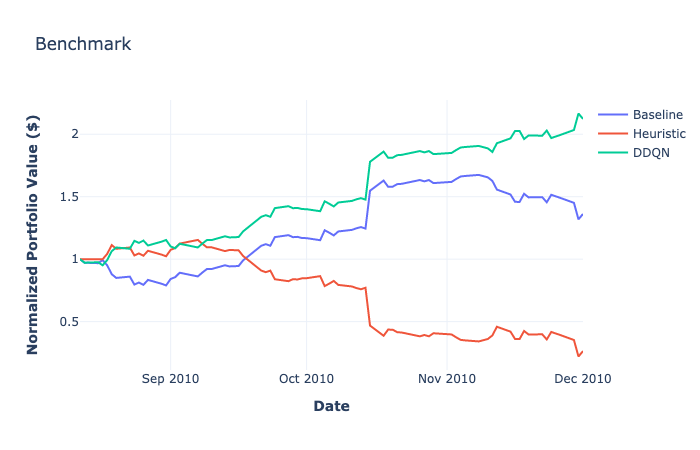 Benchmark
Normalized Portfolio Value ($)
2
1.5
1
0.5
Sep 2010
Oct 2010
Nov 2010
Dec 2010
Date
Baseline
Heuristic
DDQN